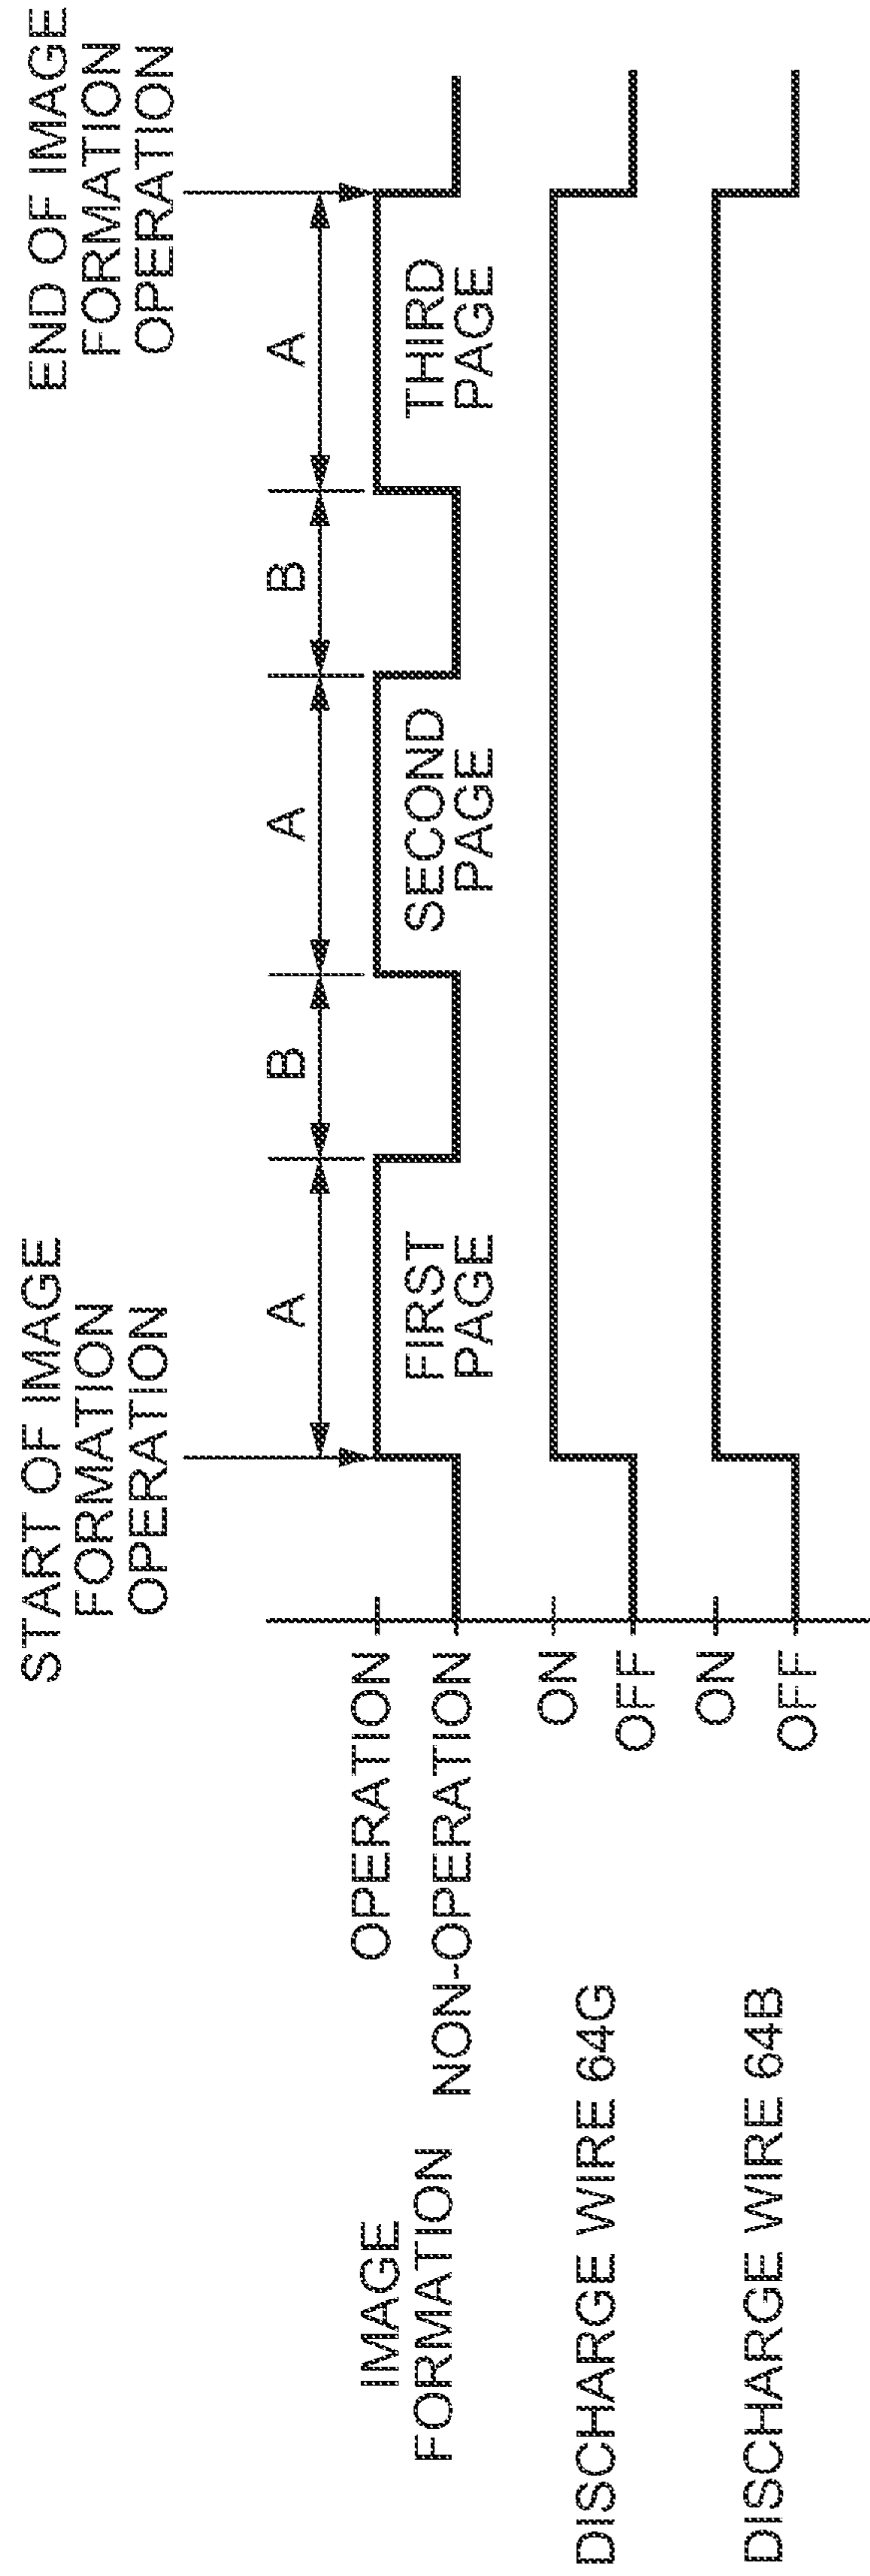 START OF IMAGE
FORMATION
OPERATION
END OF IMAGE
FORMATION
OPERATION
A
B
A
B
A
IMAGE
FORMATION
OPERATION
NON-OPERATION
FIRST
PAGE
SECOND
PAGE
THIRD
PAGE
DISCHARGE WIRE 64G
ON
OFF
DISCHARGE WIRE 64B
ON
OFF